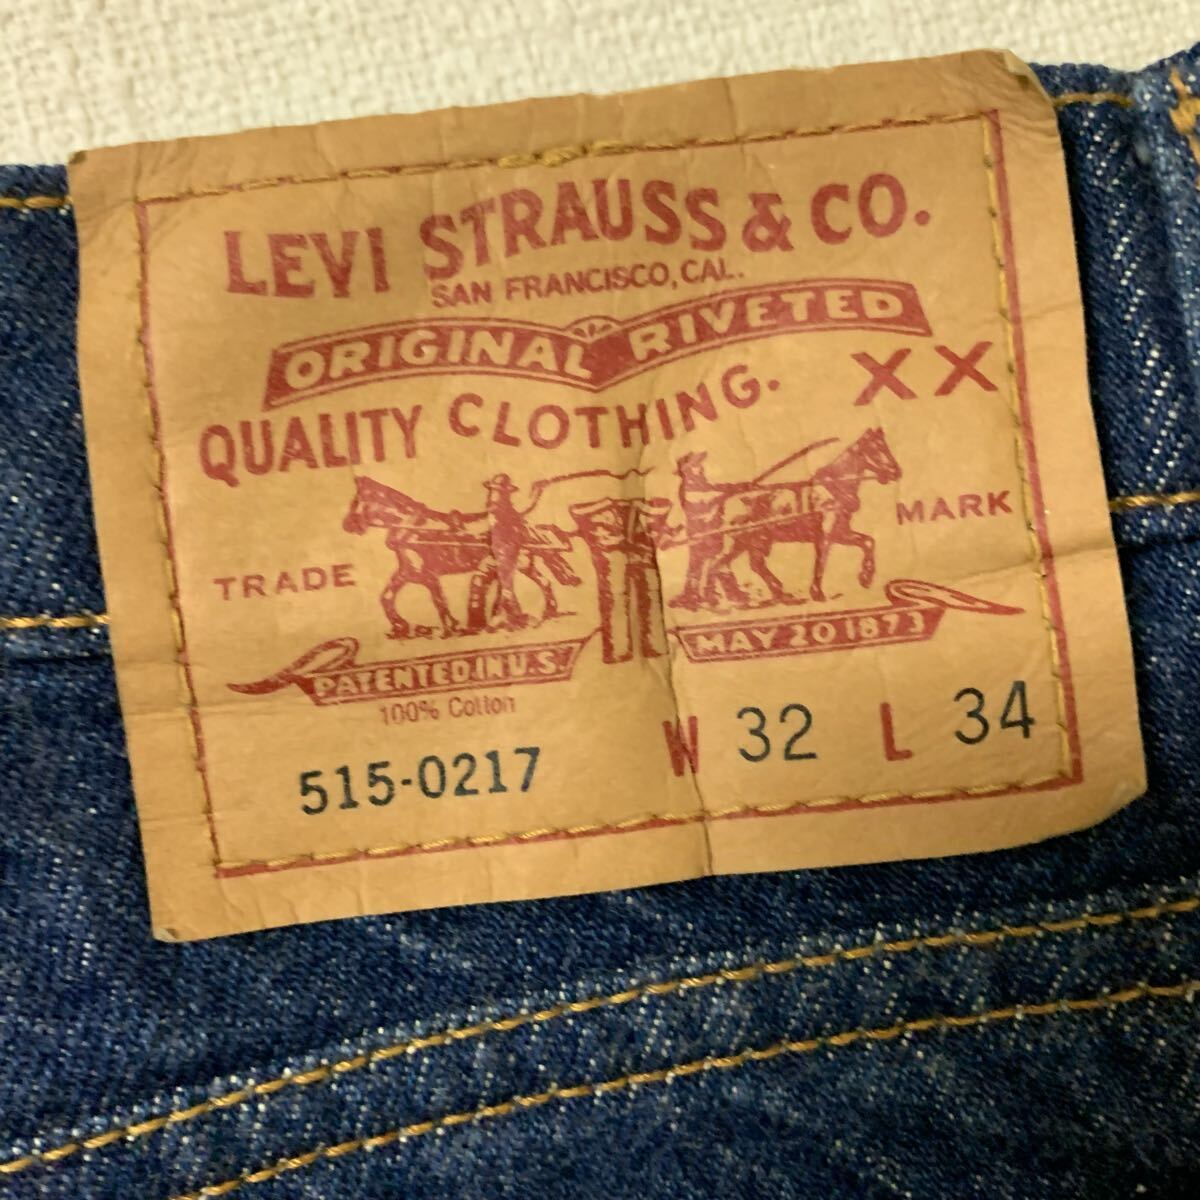 LEVI STRAUSS & CO.
SAN FRANCISCO, CAL.
ORIGINAL RIVETED
QUALITY CLOTHING. XX
TRADE MARK
PATENTED IN U.S. MAY 20 1873
100% Cotton
515-0217 W 32 L 34